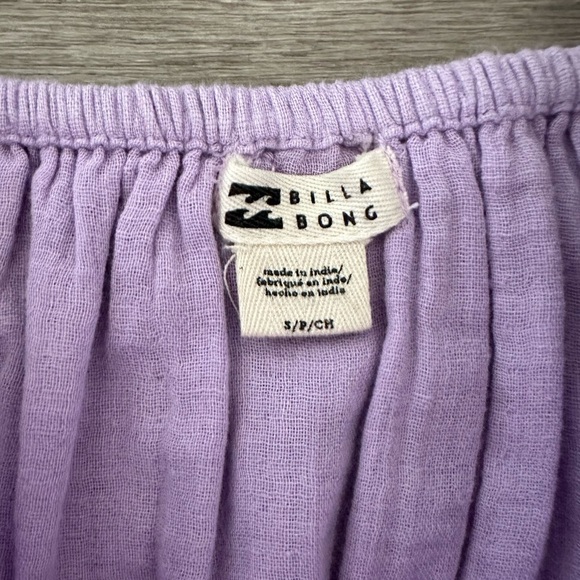 BILLA
BONG
made in india/
fabriqué en inde/
hecho en india
S/P/CH